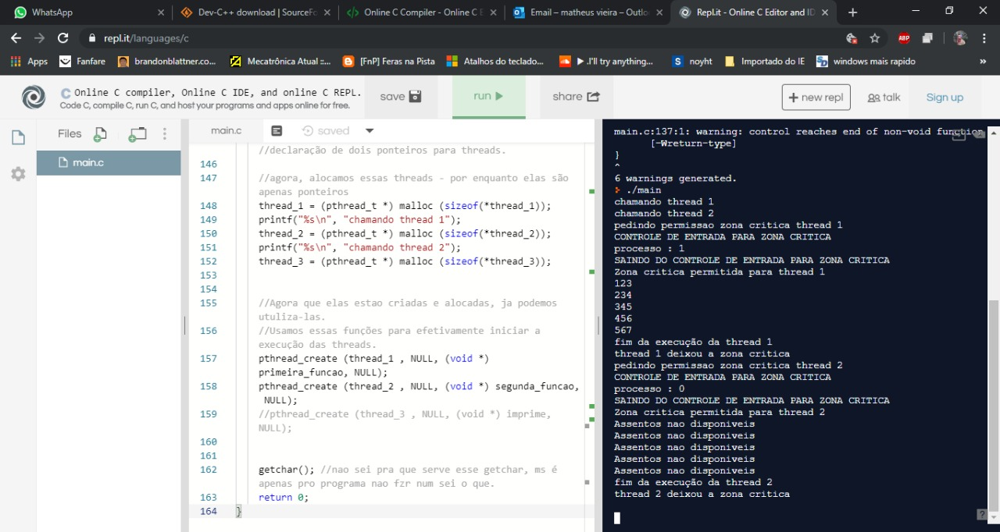 WhatsApp
Dev-C++ download | SourceFo
Online C Compiler - Online C E
Email – matheus vieira – Outlo
Repl.it - Online C Editor and ID
repl.it/languages/c
ABP
Apps
Fanfare
brandonblattner.co...
Mecatrônica Atual ::...
[FnP] Feras na Pista
Atalhos do teclado...
▶ .I'll try anything...
S noyht
Importado do IE
windows mais rapido
»
C Online C compiler, Online C IDE, and online C REPL.
Code C, compile C, run C, and host your programs and apps online for free.
save
run ▶
share
+ new repl
talk
Sign up
Files
main.c
main.c
saved
//declaração de dois ponteiros para threads.
146
147 //agora, alocamos essas threads - por enquanto elas são
apenas ponteiros
148 thread_1 = (pthread_t *) malloc (sizeof(*thread_1));
149 printf("%s\n", "chamando thread 1");
150 thread_2 = (pthread_t *) malloc (sizeof(*thread_2));
151 printf("%s\n", "chamando thread 2");
152 thread_3 = (pthread_t *) malloc (sizeof(*thread_3));
153
154
155 //Agora que elas estao criadas e alocadas, ja podemos
utuliza-las.
156 //Usamos essas funções para efetivamente iniciar a
execução das threads.
157 pthread_create (thread_1 , NULL, (void *)
primeira_funcao, NULL);
158 pthread_create (thread_2 , NULL, (void *) segunda_funcao,
NULL);
159 //pthread_create (thread_3 , NULL, (void *) imprime,
NULL);
160
161
162 getchar(); //nao sei pra que serve esse getchar, ms é
apenas pro programa nao fzr num sei o que.
163 return 0;
164 }
main.c:137:1: warning: control reaches end of non-void function
[-Wreturn-type]
}
^
6 warnings generated.
> ./main
chamando thread 1
chamando thread 2
pedindo permissao zona critica thread 1
CONTROLE DE ENTRADA PARA ZONA CRITICA
processo : 1
SAINDO DO CONTROLE DE ENTRADA PARA ZONA CRITICA
Zona critica permitida para thread 1
123
234
345
456
567
fim da execução da thread 1
thread 1 deixou a zona critica
pedindo permissao zona critica thread 2
CONTROLE DE ENTRADA PARA ZONA CRITICA
processo : 0
SAINDO DO CONTROLE DE ENTRADA PARA ZONA CRITICA
Zona critica permitida para thread 2
Assentos nao disponiveis
Assentos nao disponiveis
Assentos nao disponiveis
Assentos nao disponiveis
Assentos nao disponiveis
fim da execução da thread 2
thread 2 deixou a zona critica
?